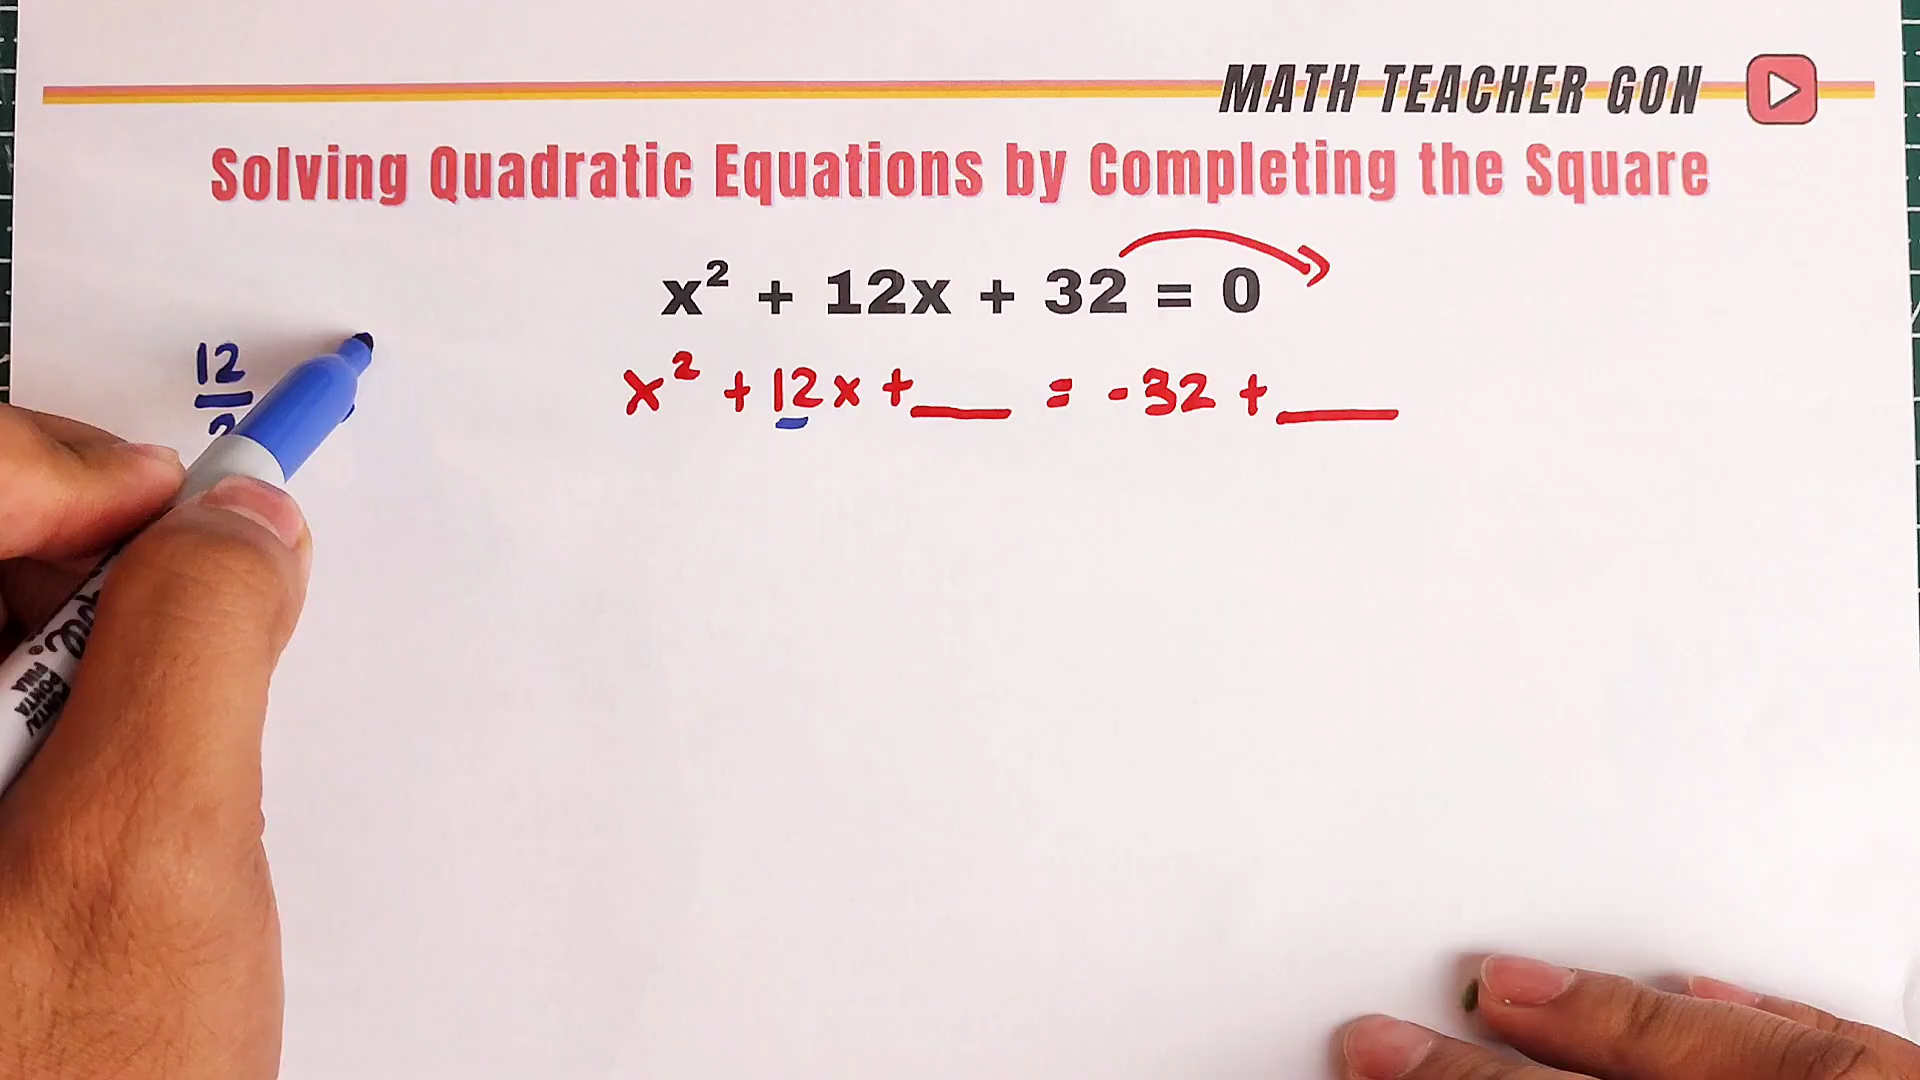 MATH TEACHER GON
Solving Quadratic Equations by Completing the Square
x² + 12x + 32 = 0
x² + 12x + ___ = -32 + ___
12